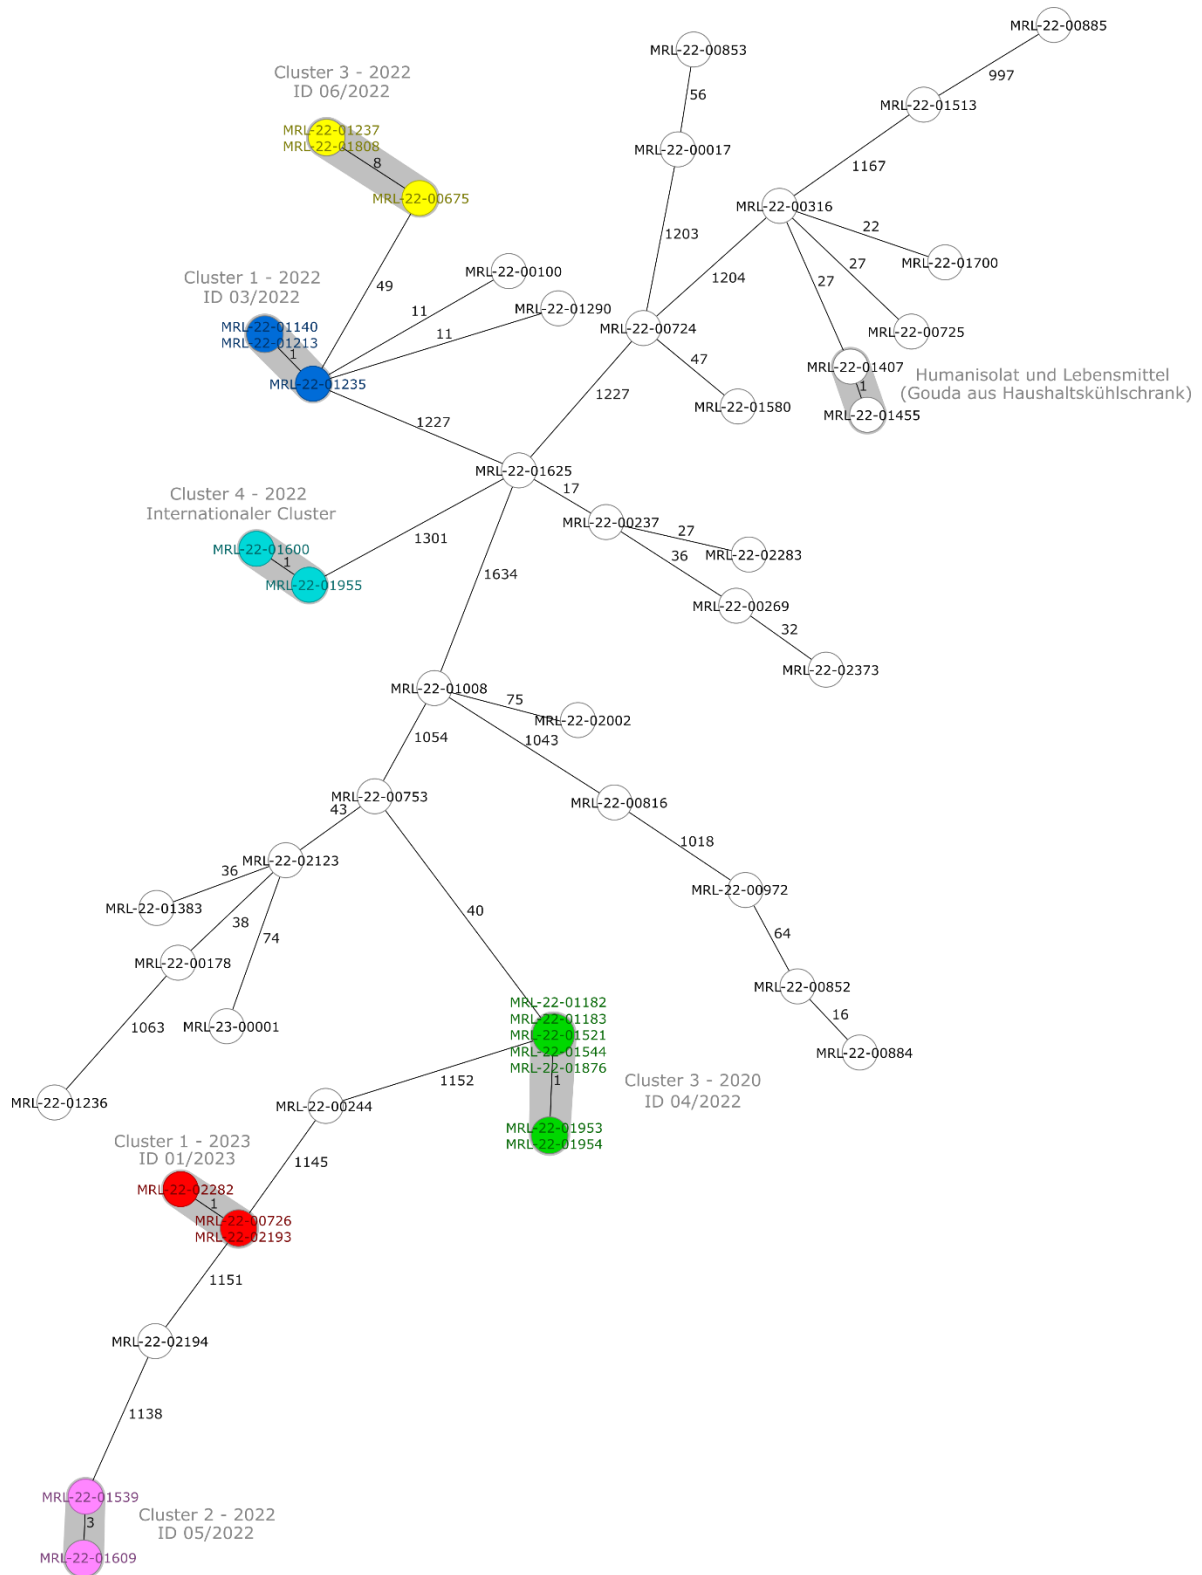 MRL-22-00885
MRL-22-00853
Cluster 3 - 2022
ID 06/2022
997
56
MRL-22-01513
MRL-22-01237
MRL-22-01808
MRL-22-00017
8
1167
MRL-22-00675
MRL-22-00316
22
1203
27
MRL-22-01700
MRL-22-00100
Cluster 1 - 2022
ID 03/2022
49
1204
27
11
MRL-22-01290
MRL-22-01140
MRL-22-01213
11
MRL-22-00724
MRL-22-00725
1
47
MRL-22-01407
Humanisolat und Lebensmittel
(Gouda aus Haushaltskühlschrank)
MRL-22-01235
1
1227
MRL-22-01580
MRL-22-01455
1227
MRL-22-01625
Cluster 4 - 2022
Internationaler Cluster
17
MRL-22-00237
27
1301
MRL-22-01600
1
36
MRL-22-02283
1634
MRL-22-01955
MRL-22-00269
32
MRL-22-02373
MRL-22-01008
75
MRL-22-02002
1054
1043
MRL-22-00753
MRL-22-00816
43
1018
MRL-22-02123
36
MRL-22-00972
MRL-22-01383
40
38
74
64
MRL-22-00178
MRL-22-00852
MRL-22-01182
MRL-22-01183
MRL-22-01521
MRL-22-01544
MRL-22-01876
16
1063
MRL-23-00001
MRL-22-00884
1152
1
Cluster 3 - 2020
ID 04/2022
MRL-22-01236
MRL-22-00244
MRL-22-01953
MRL-22-01954
Cluster 1 - 2023
ID 01/2023
1145
MRL-22-02282
1
MRL-22-00726
MRL-22-02193
1151
MRL-22-02194
1138
MRL-22-01539
Cluster 2 - 2022
ID 05/2022
3
MRL-22-01609